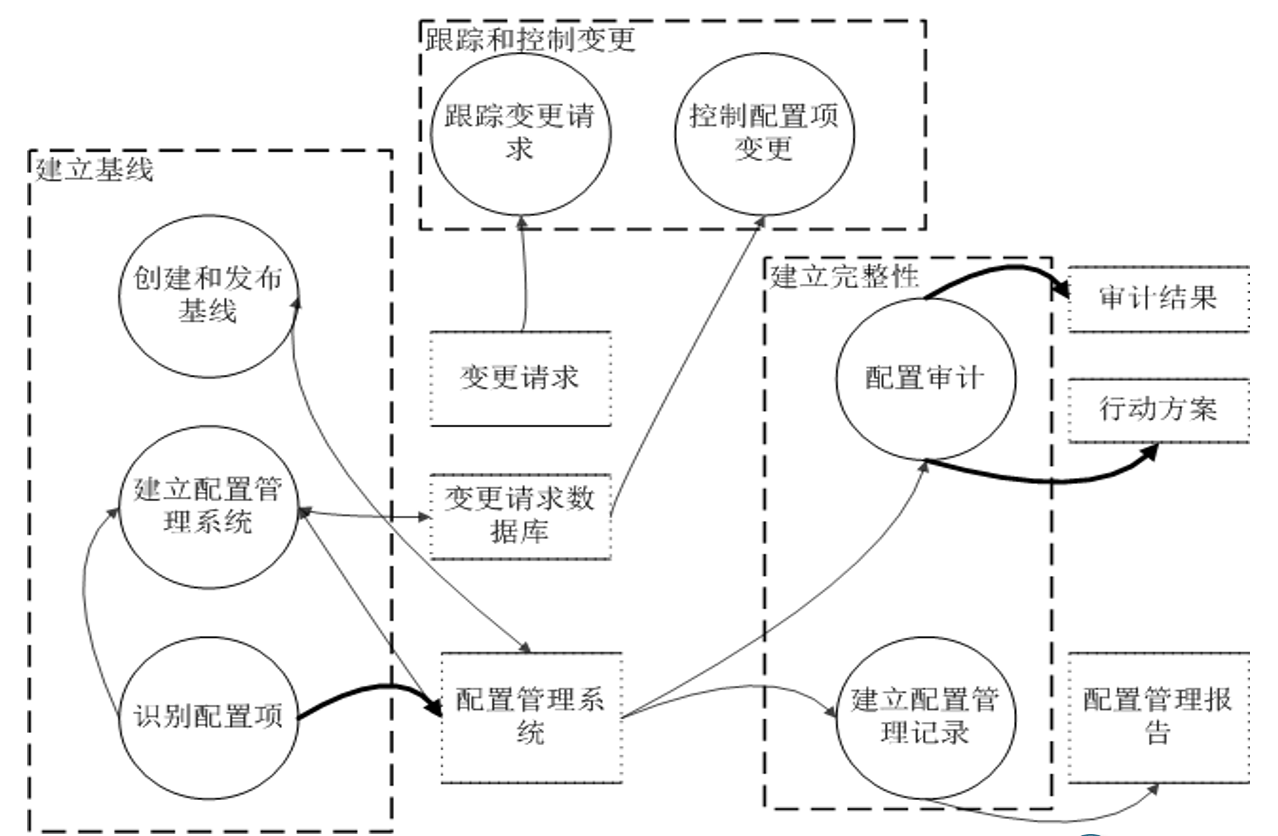 跟踪和控制变更
跟踪变更请
求
控制配置项
变更
建立基线
创建和发布
基线
建立配置管
理系统
识别配置项
变更请求
变更请求数
据库
配置管理系
统
建立完整性
配置审计
建立配置管
理记录
审计结果
行动方案
配置管理报
告